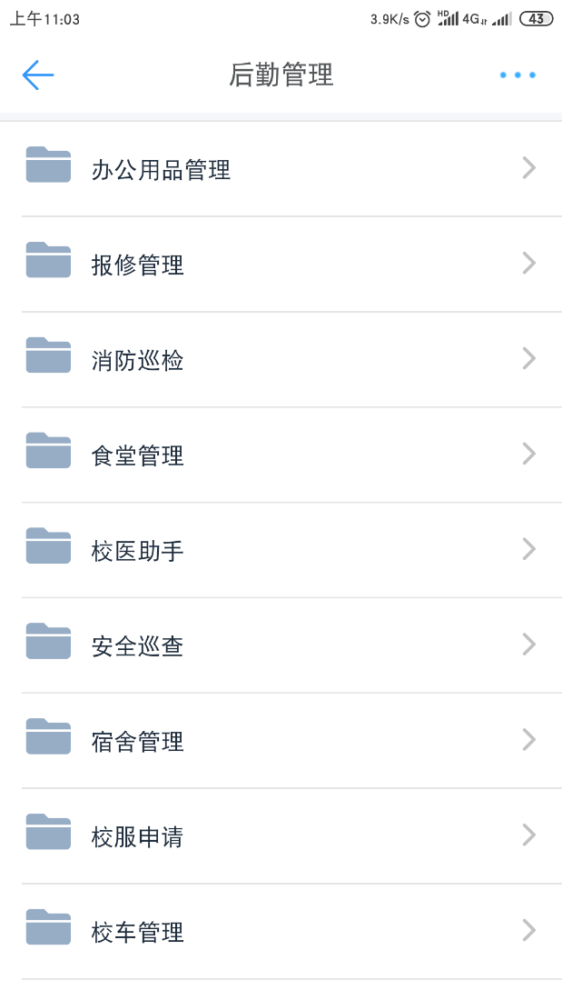 上午11:03
3.9K/s HD 4G 43
后勤管理
办公用品管理
报修管理
消防巡检
食堂管理
校医助手
安全巡查
宿舍管理
校服申请
校车管理